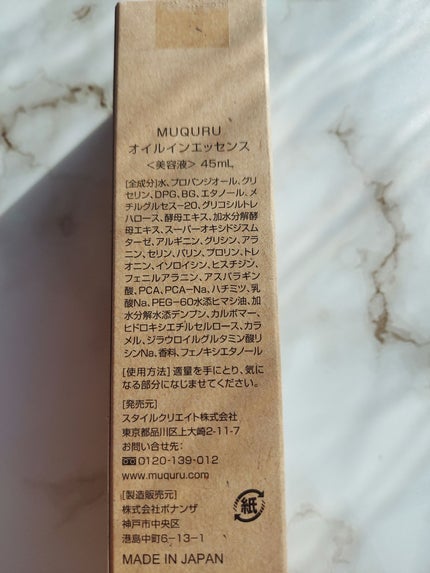 MUQURU
オイルインエッセンス
<美容液> 45mL
[全成分]水、プロパンジオール、グリ
セリン、DPG、BG、エタノール、メ
チルグルセス-20、グリコシルトレ
ハロース、酵母エキス、加水分解酵
母エキス、スーパーオキシドジスム
ターゼ、アルギニン、グリシン、アラ
ニン、セリン、バリン、プロリン、トレ
オニン、イソロイシン、ヒスチジン、
フェニルアラニン、アスパラギン
酸、PCA、PCA-Na、ハチミツ、乳
酸Na、PEG-60水添ヒマシ油、加
水分解水添デンプン、カルボマー、
ヒドロキシエチルセルロース、カラ
メル、ジラウロイルグルタミン酸リ
シンNa、香料、フェノキシエタノール
[使用方法] 適量を手にとり、気に
なる部分になじませてください。
[発売元]
スタイルクリエイト株式会社
東京都品川区上大崎2-11-7
お問い合せ先:
0120-139-012
www.muquru.com
[製造販売元]
株式会社ボナンザ
神戸市中央区
港島中町6-13-1
紙
MADE IN JAPAN